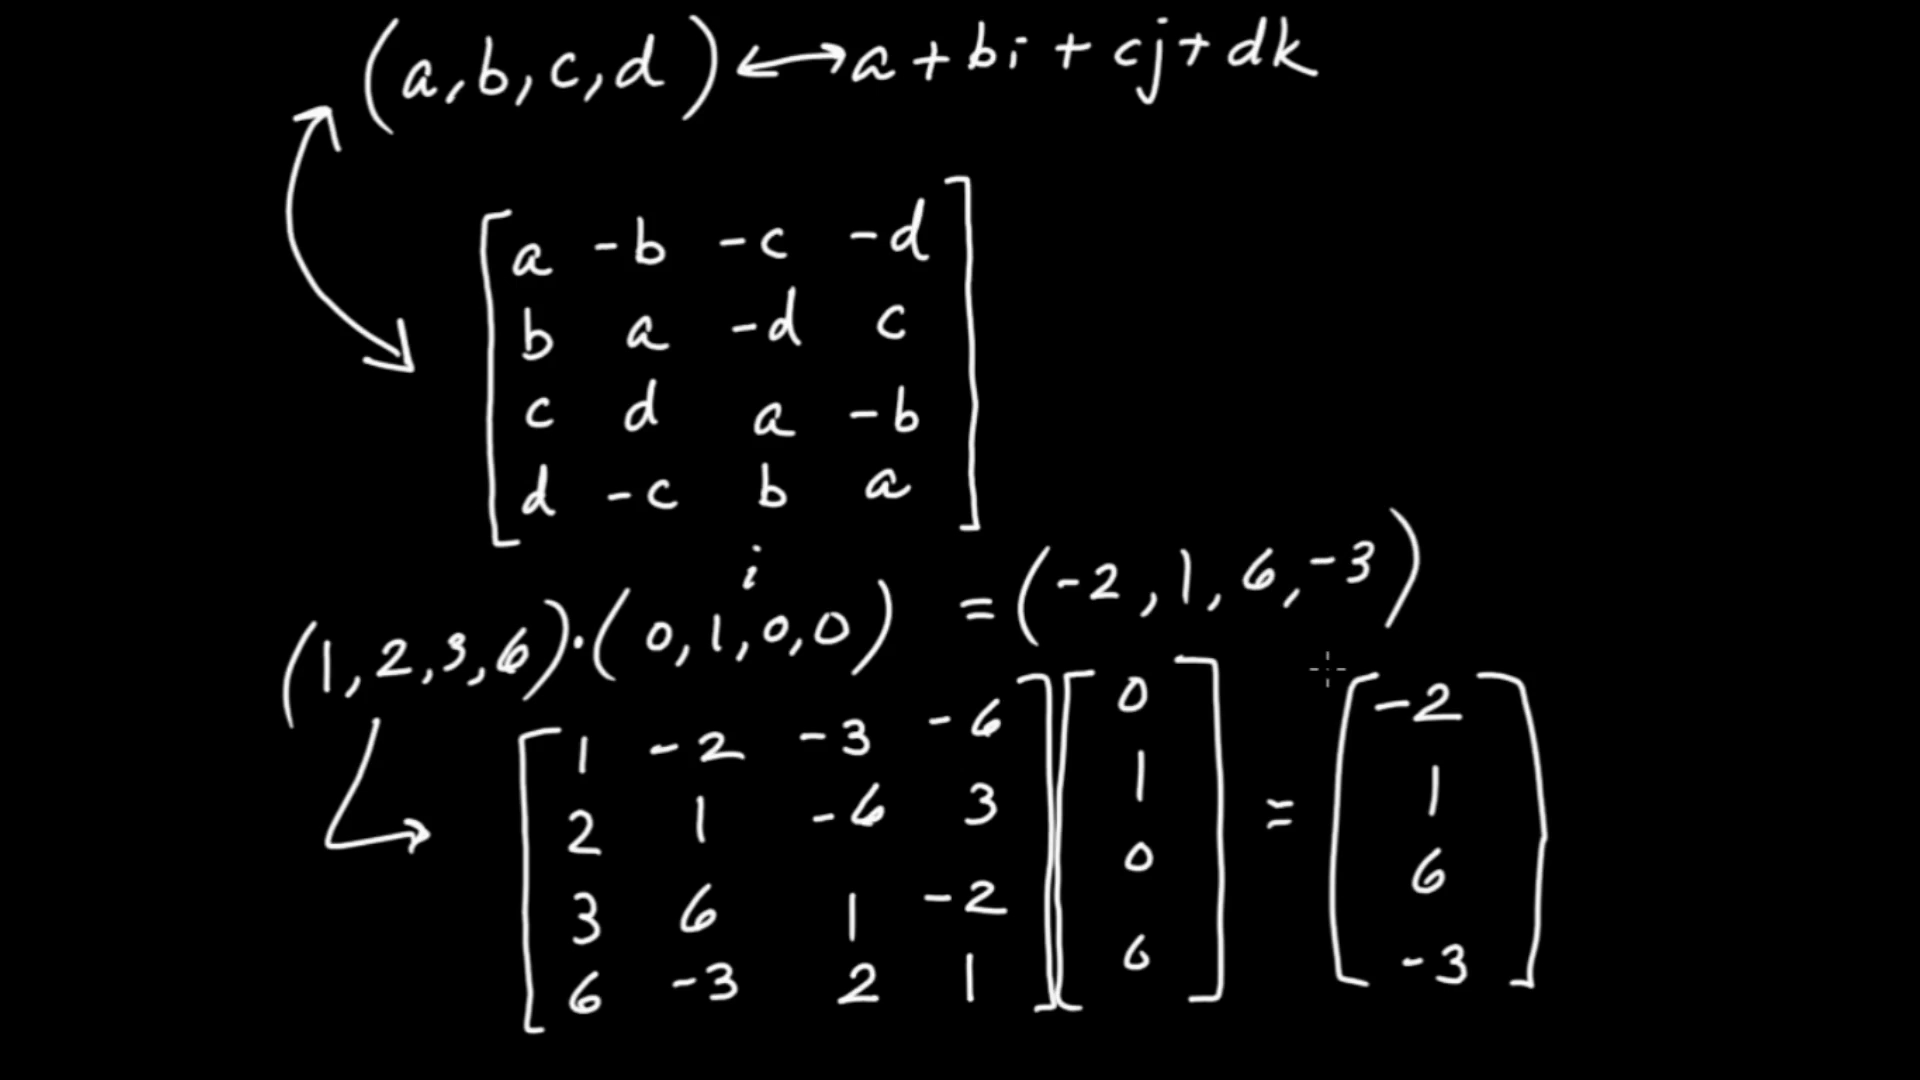 (a, b, c, d) ↔ a + bi + cj + dk
[a -b -c -d
b a -d c
c d a -b
d -c b a]
i
(1, 2, 3, 6) · (0, 1, 0, 0) = (-2, 1, 6, -3)
[1 -2 -3 -6] [0] [-2]
2 1 -6 3 1 = 1
3 6 1 -2 0 6
6 -3 2 1 0 -3